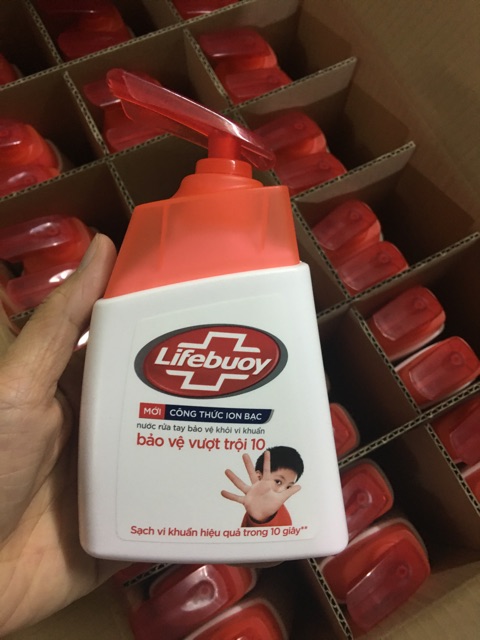 Lifebuoy
MỚI CÔNG THỨC ION BẠC
nước rửa tay bảo vệ khỏi vi khuẩn
bảo vệ vượt trội 10
Sạch vi khuẩn hiệu quả trong 10 giây**